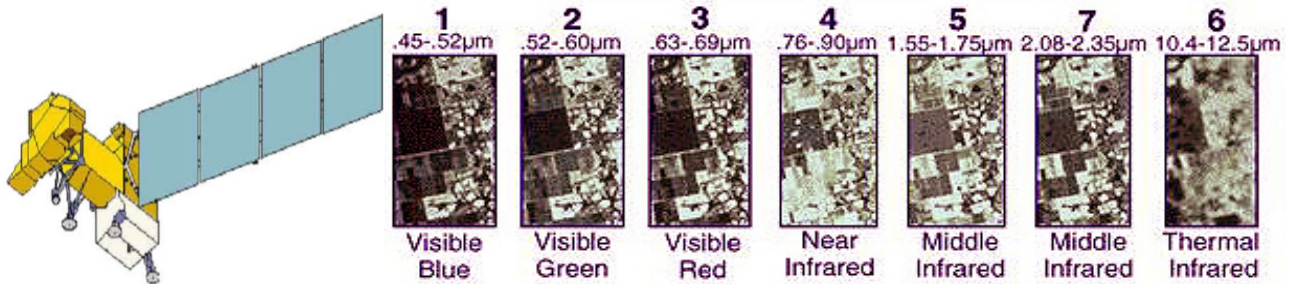 1 2 3 4 5 7 6
.45-.52µm .52-.60µm .63-.69µm .76-.90µm 1.55-1.75µm 2.08-2.35µm 10.4-12.5µm
Visible Visible Visible Near Middle Middle Thermal
Blue Green Red Infrared Infrared Infrared Infrared